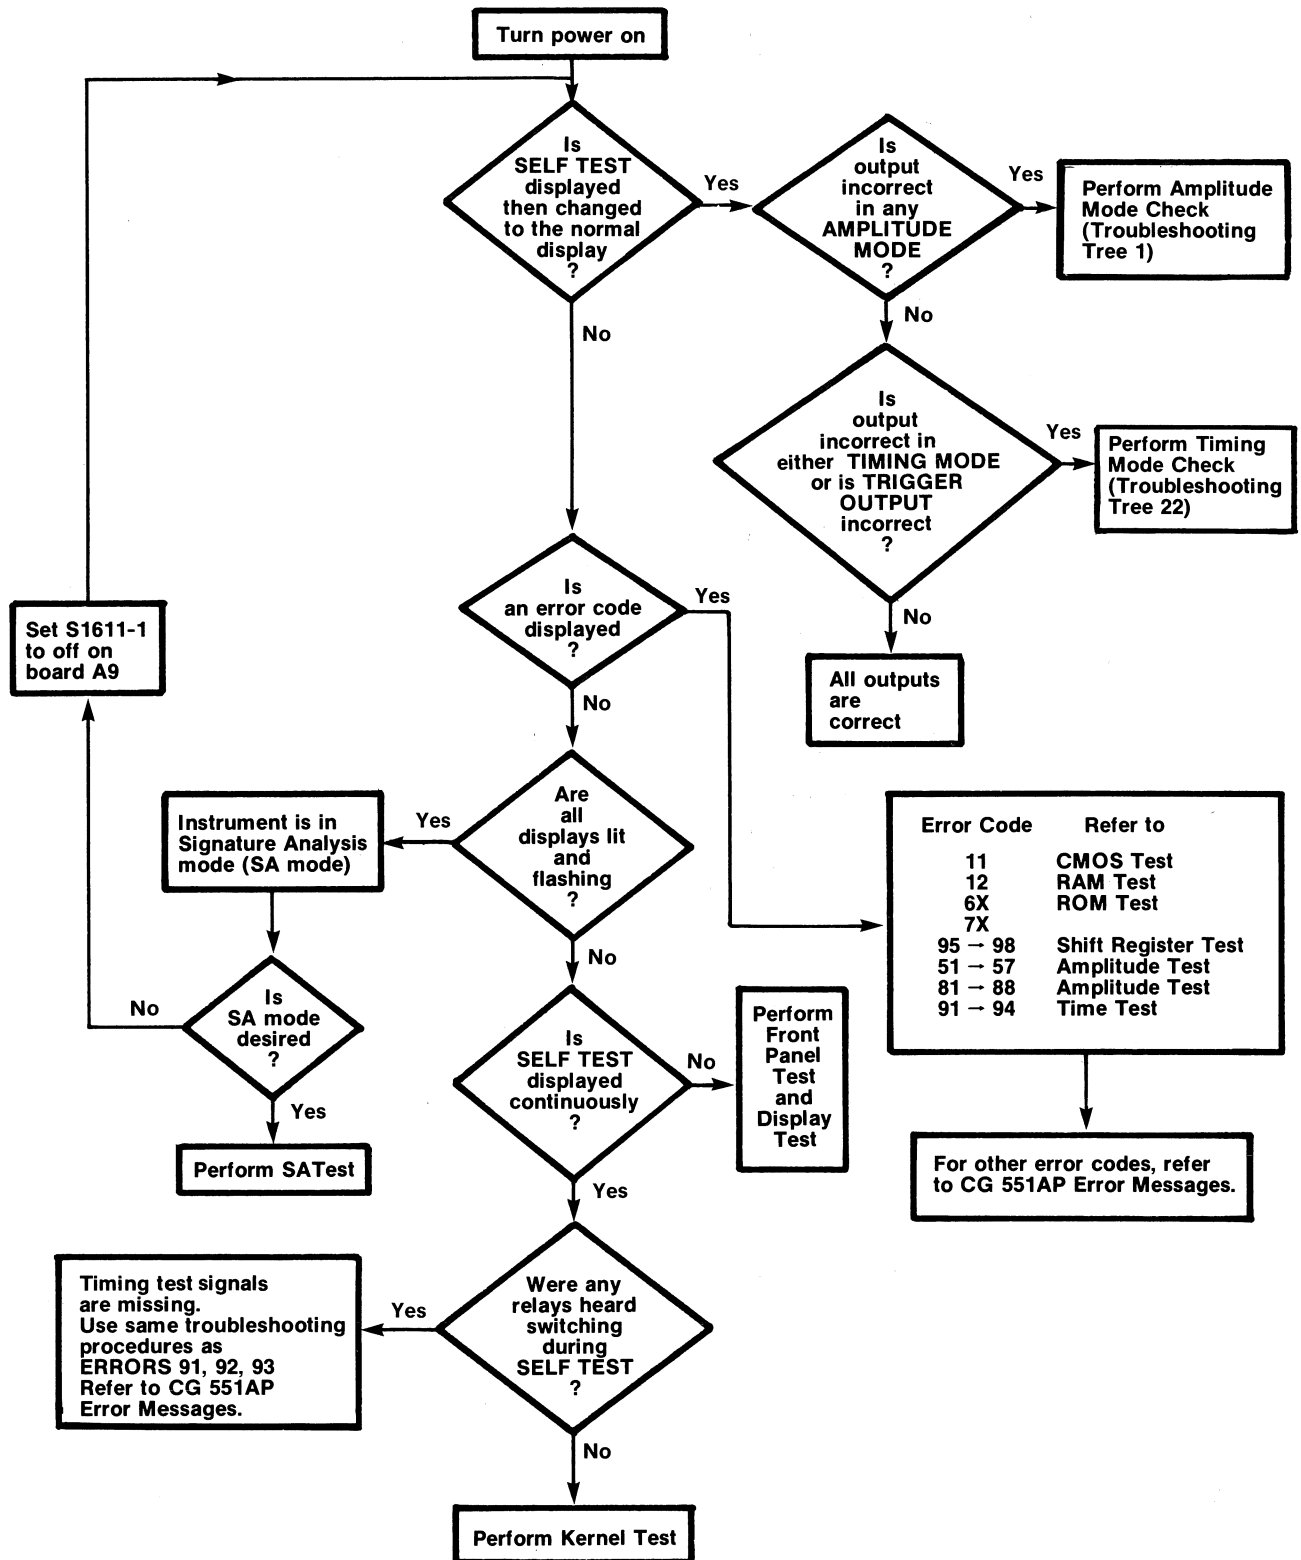 Turn power on
Is
SELF TEST
displayed
then changed
to the normal
display
?
Yes
Is
output
incorrect
in any
AMPLITUDE
MODE
?
Yes
Perform Amplitude
Mode Check
(Troubleshooting
Tree 1)
No
No
Is
output
incorrect in
either TIMING MODE
or is TRIGGER
OUTPUT
incorrect
?
Yes
Perform Timing
Mode Check
(Troubleshooting
Tree 22)
No
All outputs
are
correct
Is
an error code
displayed
?
Yes
No
Set S1611-1
to off on
board A9
Are
all
displays lit
and
flashing
?
Yes
Instrument is in
Signature Analysis
mode (SA mode)
No
Error Code Refer to
11 CMOS Test
12 RAM Test
6X ROM Test
7X
95 → 98 Shift Register Test
51 → 57 Amplitude Test
81 → 88 Amplitude Test
91 → 94 Time Test
For other error codes, refer
to CG 551AP Error Messages.
Is
SA mode
desired
?
No
Yes
Perform SATest
Is
SELF TEST
displayed
continuously
?
No
Perform
Front
Panel
Test
and
Display
Test
Yes
Were any
relays heard
switching
during
SELF TEST
?
Yes
Timing test signals
are missing.
Use same troubleshooting
procedures as
ERRORS 91, 92, 93
Refer to CG 551AP
Error Messages.
No
Perform Kernel Test